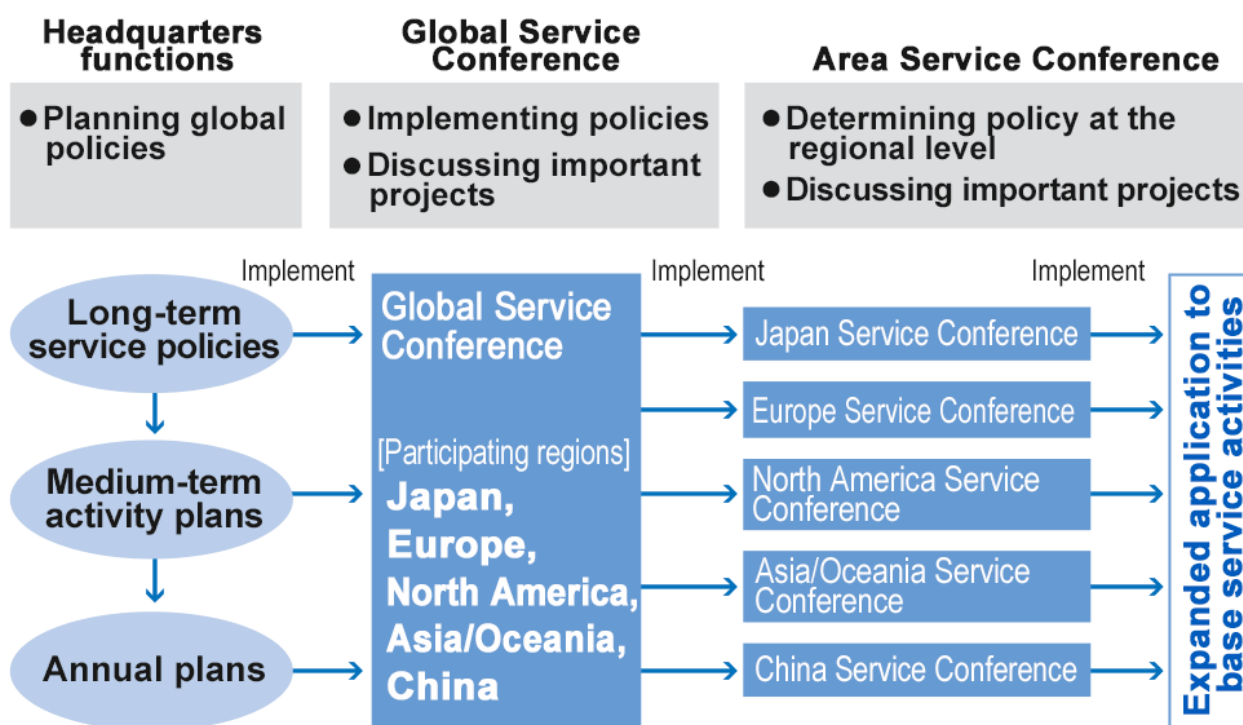 Headquarters
functions
Global Service
Conference
Area Service Conference
● Planning global
policies
● Implementing policies
● Discussing important
projects
● Determining policy at the
regional level
● Discussing important projects
Implement
Implement
Implement
Long-term
service policies
Medium-term
activity plans
Annual plans
Global Service
Conference
[Participating regions]
Japan,
Europe,
North America,
Asia/Oceania,
China
Japan Service Conference
Europe Service Conference
North America Service
Conference
Asia/Oceania Service
Conference
China Service Conference
Expanded application to
base service activities